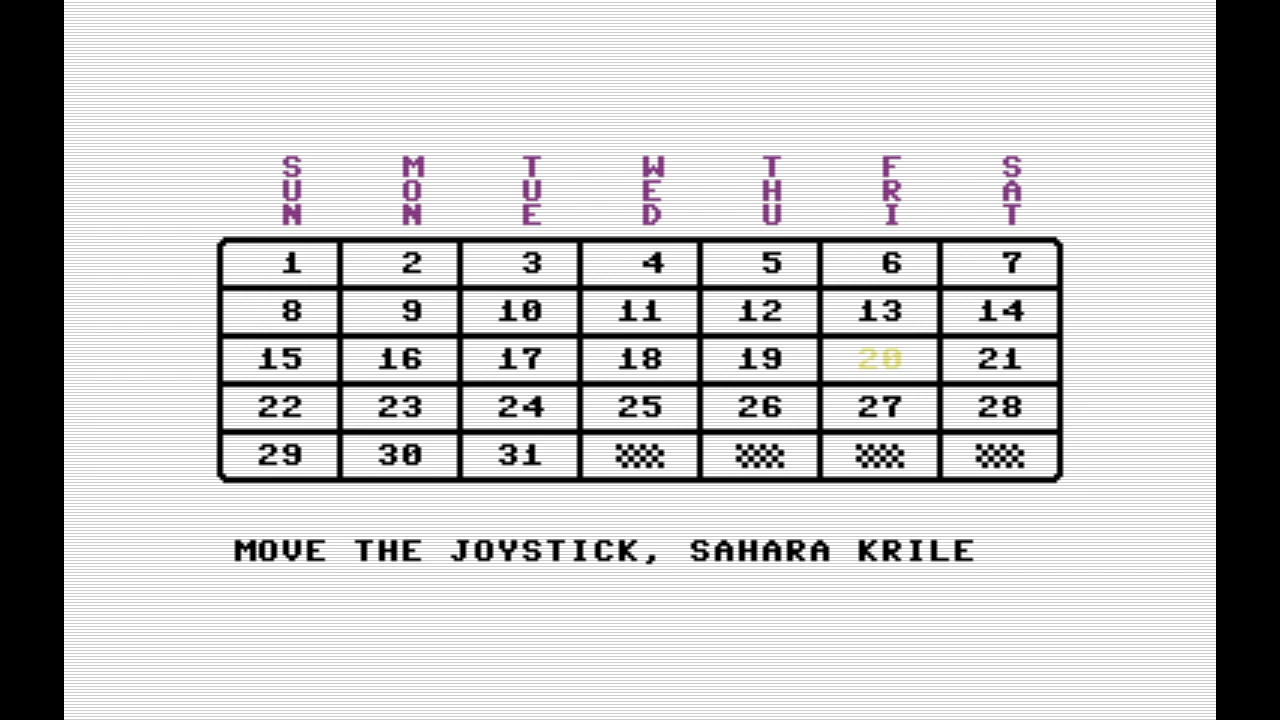 SUN MON TUE WED THU FRI SAT
1 2 3 4 5 6 7
8 9 10 11 12 13 14
15 16 17 18 19 20 21
22 23 24 25 26 27 28
29 30 31
MOVE THE JOYSTICK, SAHARA KRILE